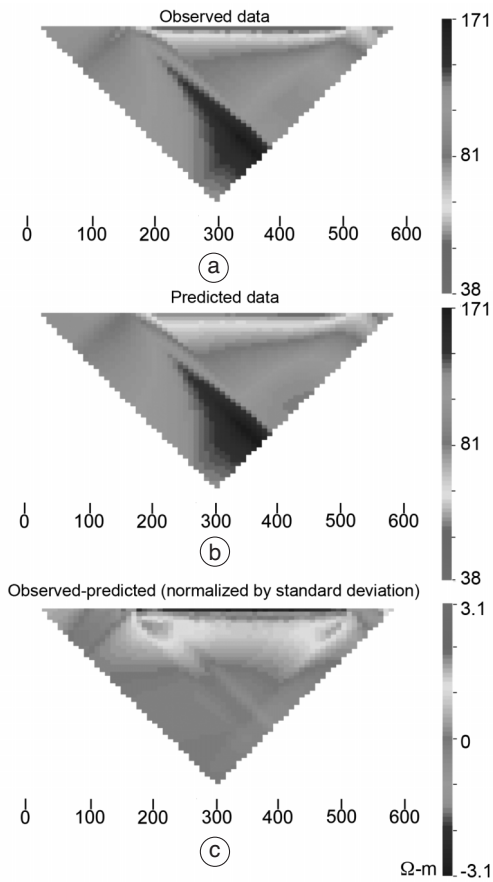 Observed data
171
81
38
0 100 200 300 400 500 600
a
Predicted data
171
81
38
0 100 200 300 400 500 600
b
Observed-predicted (normalized by standard deviation)
3.1
0
-3.1
0 100 200 300 400 500 600
c
Ω-m